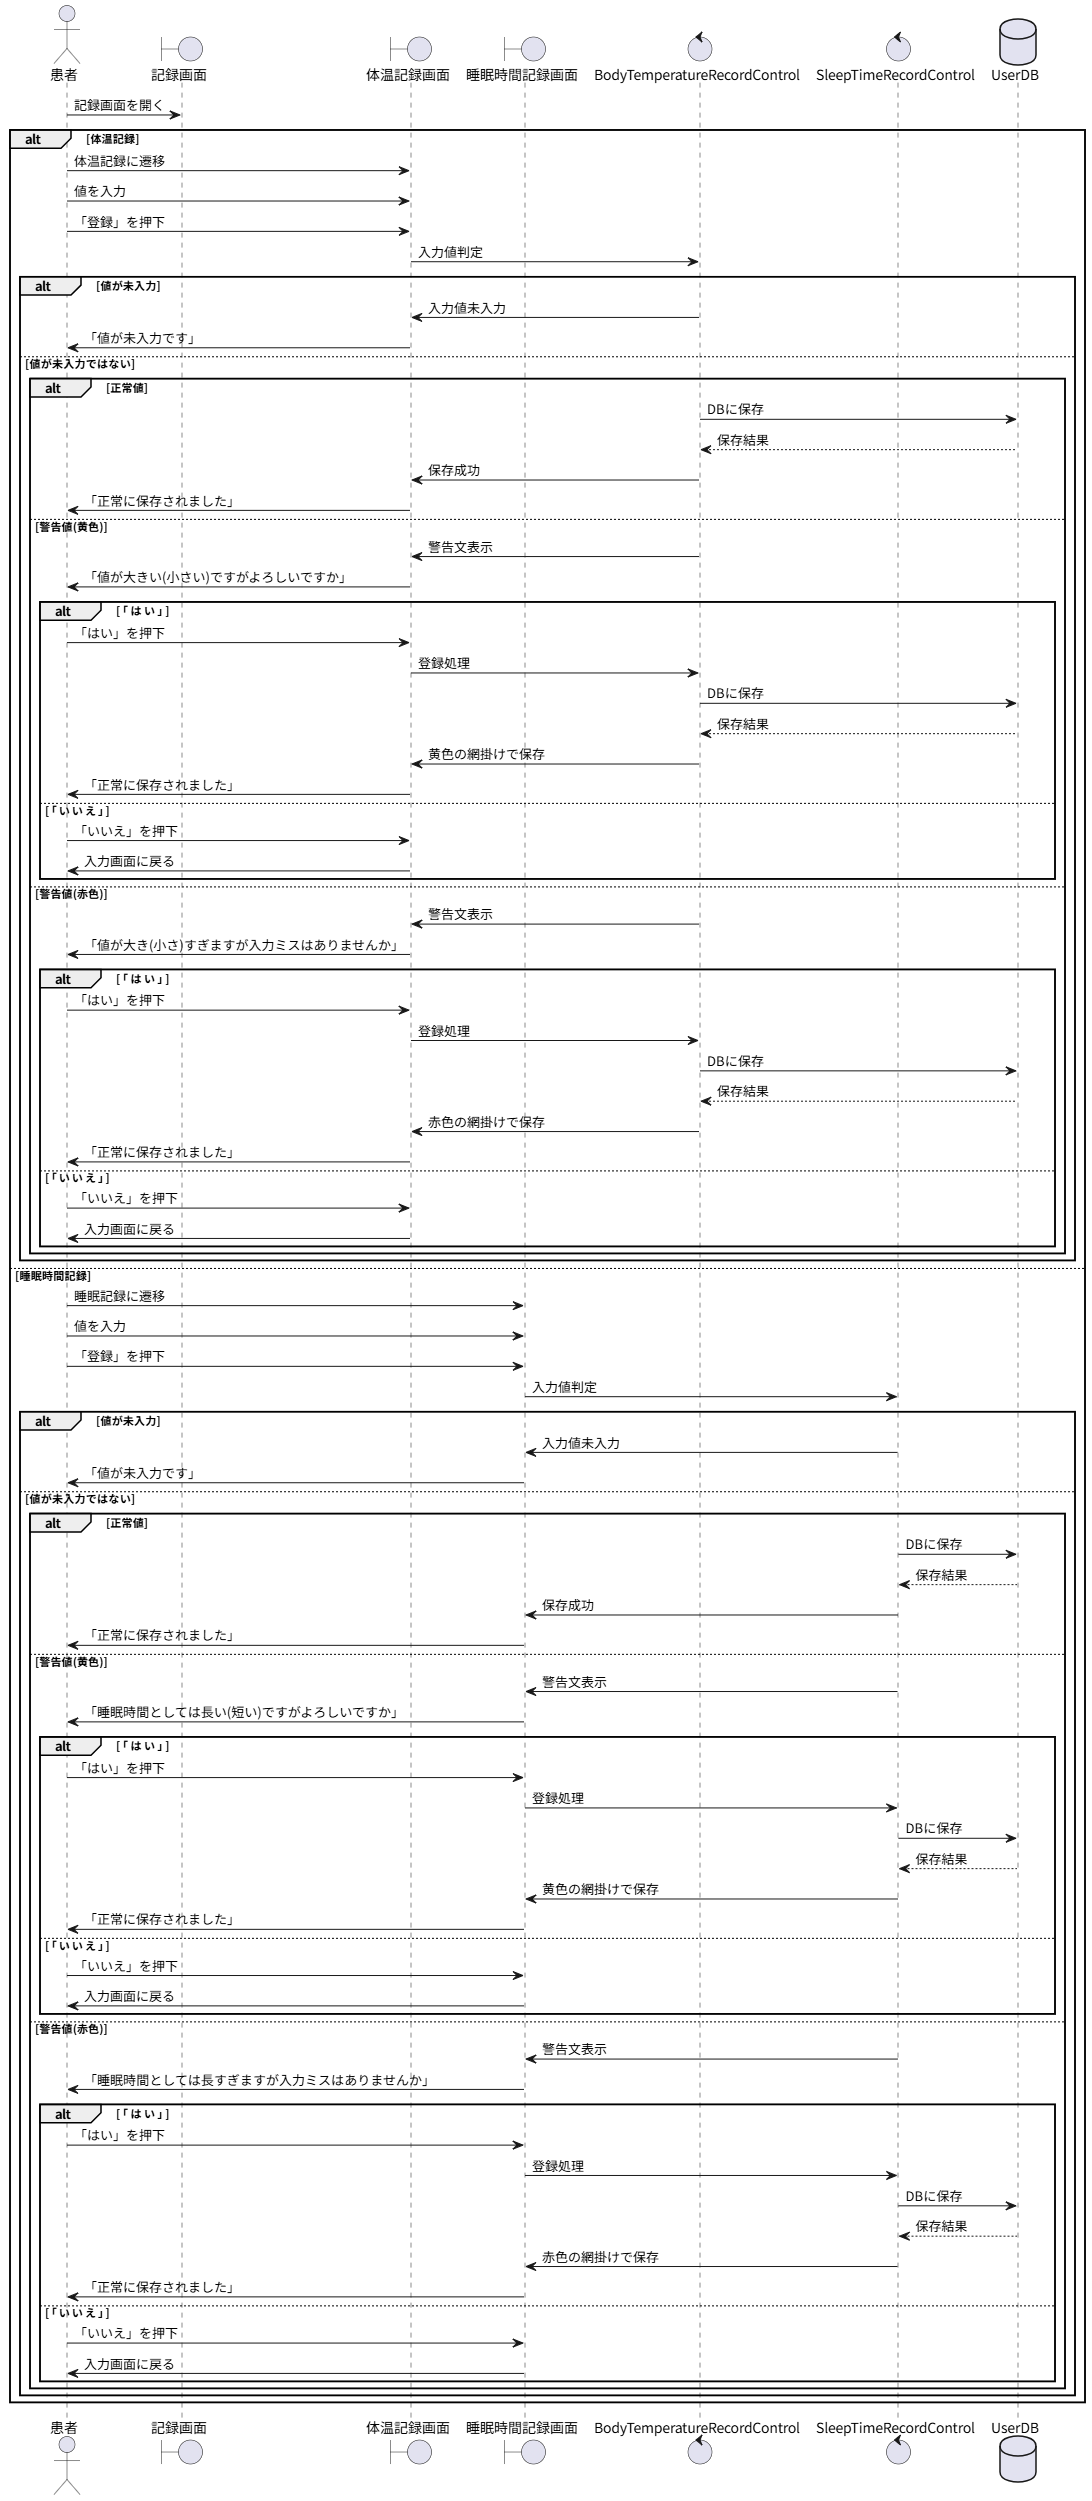 患者
記録画面
体温記録画面
睡眠時間記録画面
BodyTemperatureRecordControl
SleepTimeRecordControl
UserDB
記録画面を開く
alt
[体温記録]
体温記録に遷移
値を入力
「登録」を押下
入力値判定
alt
[値が未入力]
入力値未入力
「値が未入力です」
[値が未入力ではない]
alt
[正常値]
DBに保存
保存結果
保存成功
「正常に保存されました」
[警告値(黄色)]
警告文表示
「値が大きい(小さい)ですがよろしいですか」
alt
[「はい」]
「はい」を押下
登録処理
DBに保存
保存結果
黄色の網掛けで保存
「正常に保存されました」
[「いいえ」]
「いいえ」を押下
入力画面に戻る
[警告値(赤色)]
警告文表示
「値が大き(小さ)すぎますが入力ミスはありませんか」
alt
[「はい」]
「はい」を押下
登録処理
DBに保存
保存結果
赤色の網掛けで保存
「正常に保存されました」
[「いいえ」]
「いいえ」を押下
入力画面に戻る
[睡眠時間記録]
睡眠記録に遷移
値を入力
「登録」を押下
入力値判定
alt
[値が未入力]
入力値未入力
「値が未入力です」
[値が未入力ではない]
alt
[正常値]
DBに保存
保存結果
保存成功
「正常に保存されました」
[警告値(黄色)]
警告文表示
「睡眠時間としては長い(短い)ですがよろしいですか」
alt
[「はい」]
「はい」を押下
登録処理
DBに保存
保存結果
黄色の網掛けで保存
「正常に保存されました」
[「いいえ」]
「いいえ」を押下
入力画面に戻る
[警告値(赤色)]
警告文表示
「睡眠時間としては長すぎますが入力ミスはありませんか」
alt
[「はい」]
「はい」を押下
登録処理
DBに保存
保存結果
赤色の網掛けで保存
「正常に保存されました」
[「いいえ」]
「いいえ」を押下
入力画面に戻る
患者
記録画面
体温記録画面
睡眠時間記録画面
BodyTemperatureRecordControl
SleepTimeRecordControl
UserDB